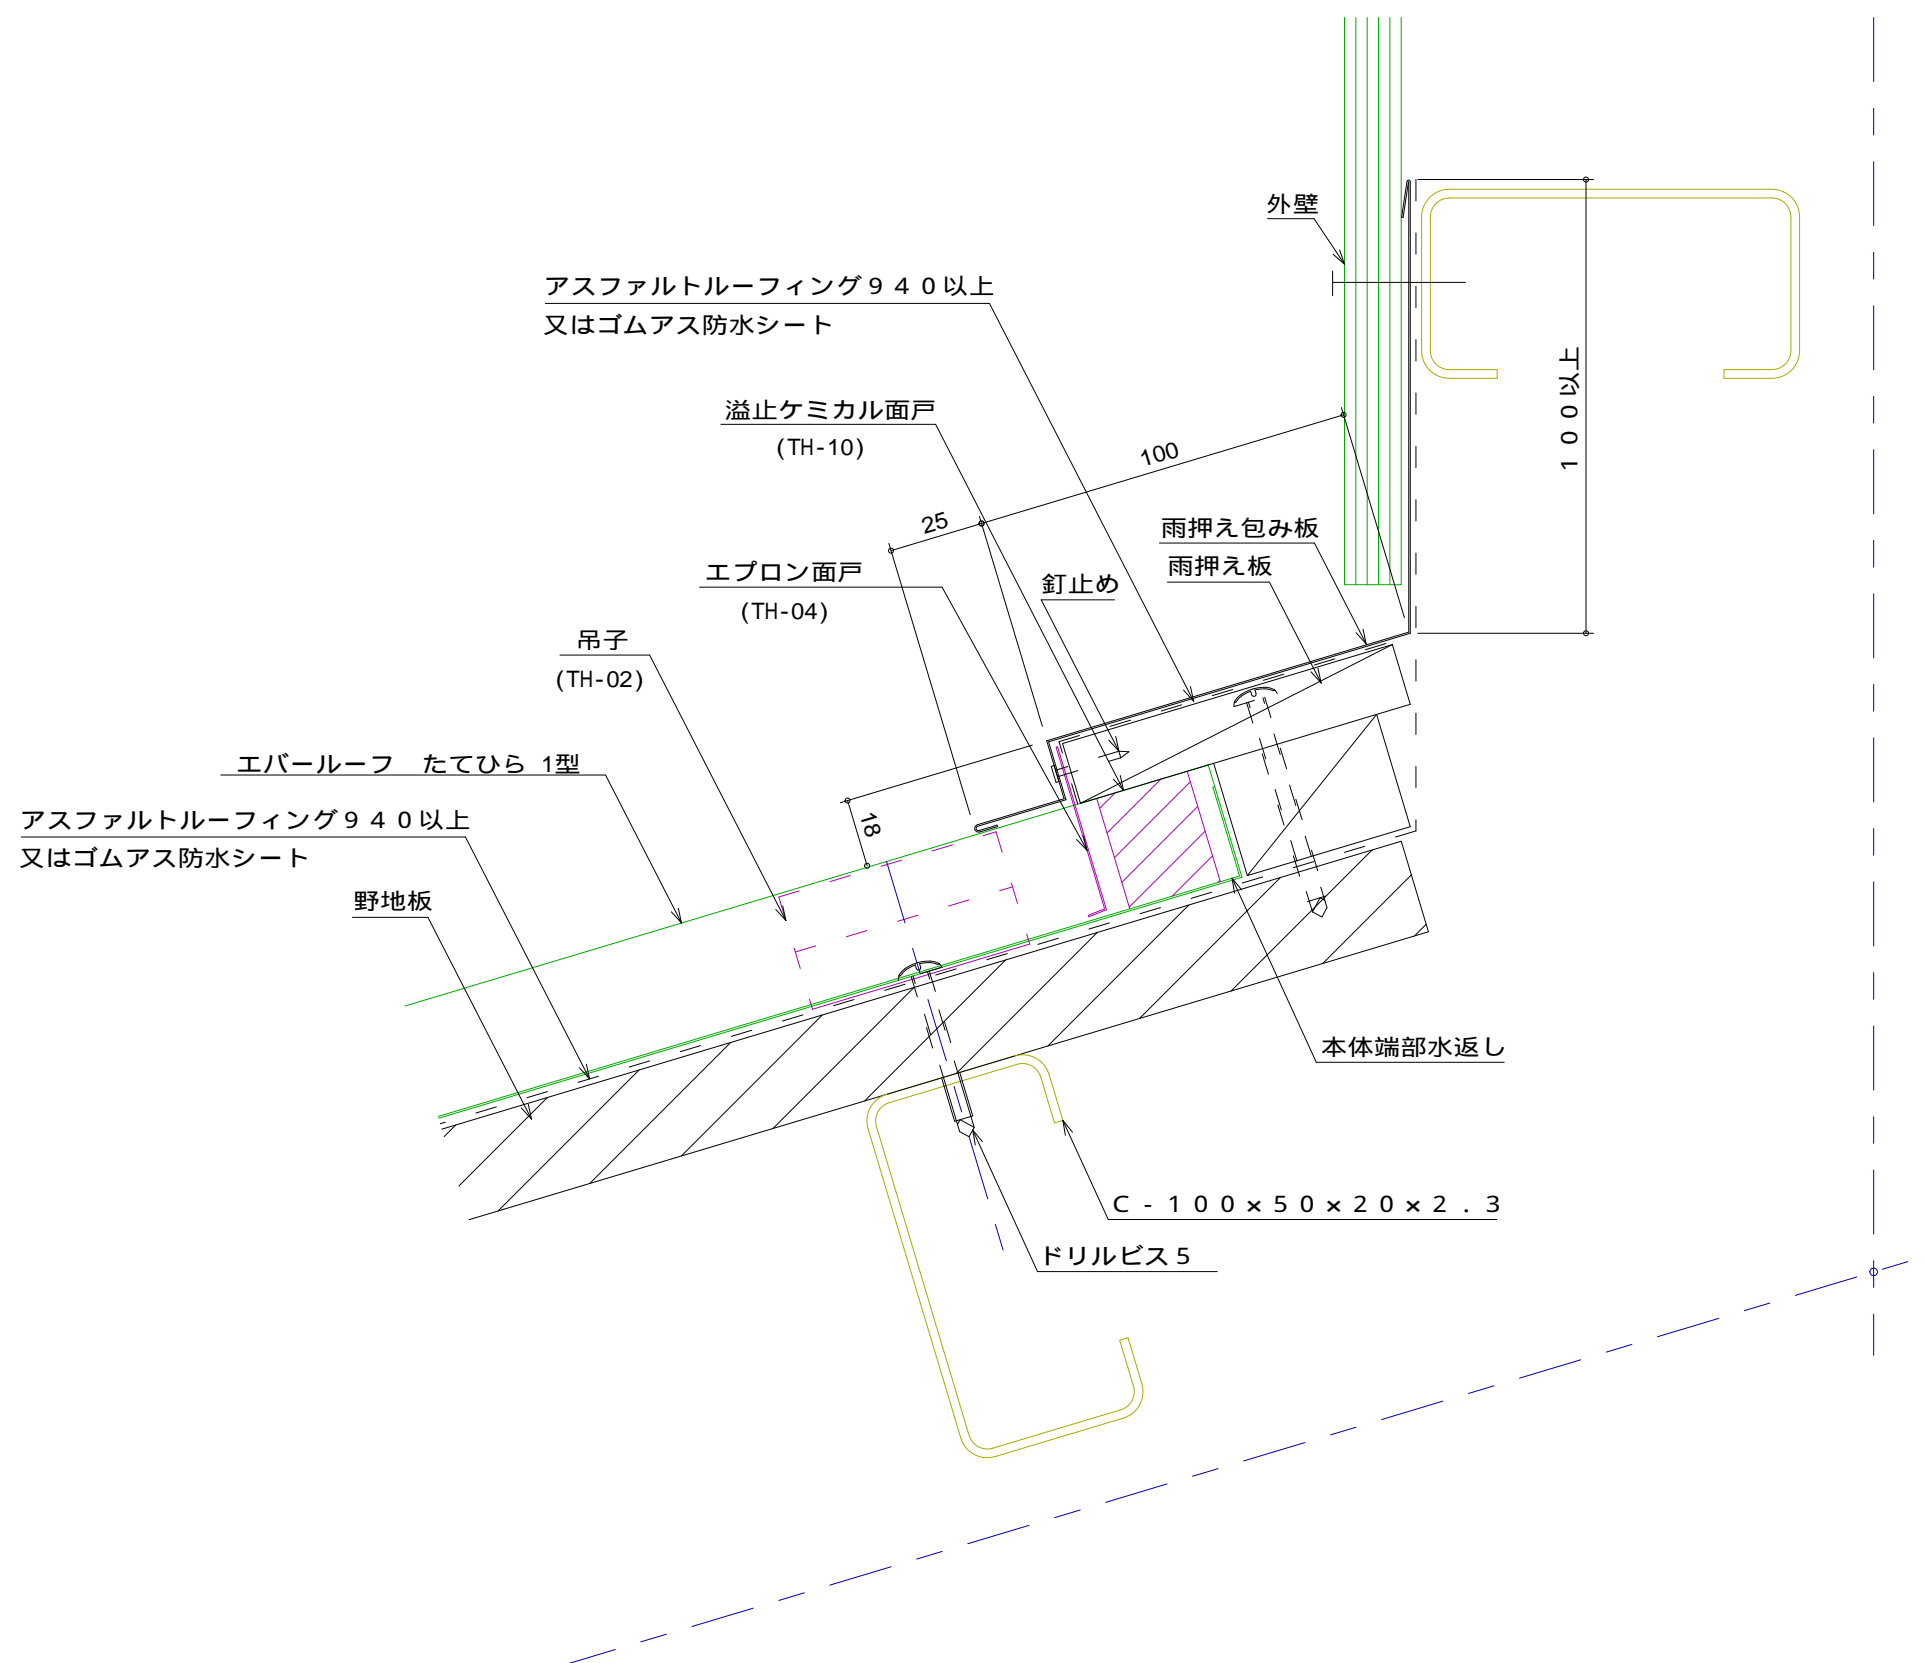 外壁
アスファルトルーフィング９４０以上
又はゴムアス防水シート
溢止ケミカル面戸
(TH-10)
100
100以上
25
雨押え包み板
雨押え板
エプロン面戸
(TH-04)
釘止め
吊子
(TH-02)
エバールーフ　たてひら 1型
18
アスファルトルーフィング９４０以上
又はゴムアス防水シート
野地板
本体端部水返し
Ｃ－１００×５０×２０×２．３
ドリルビス５